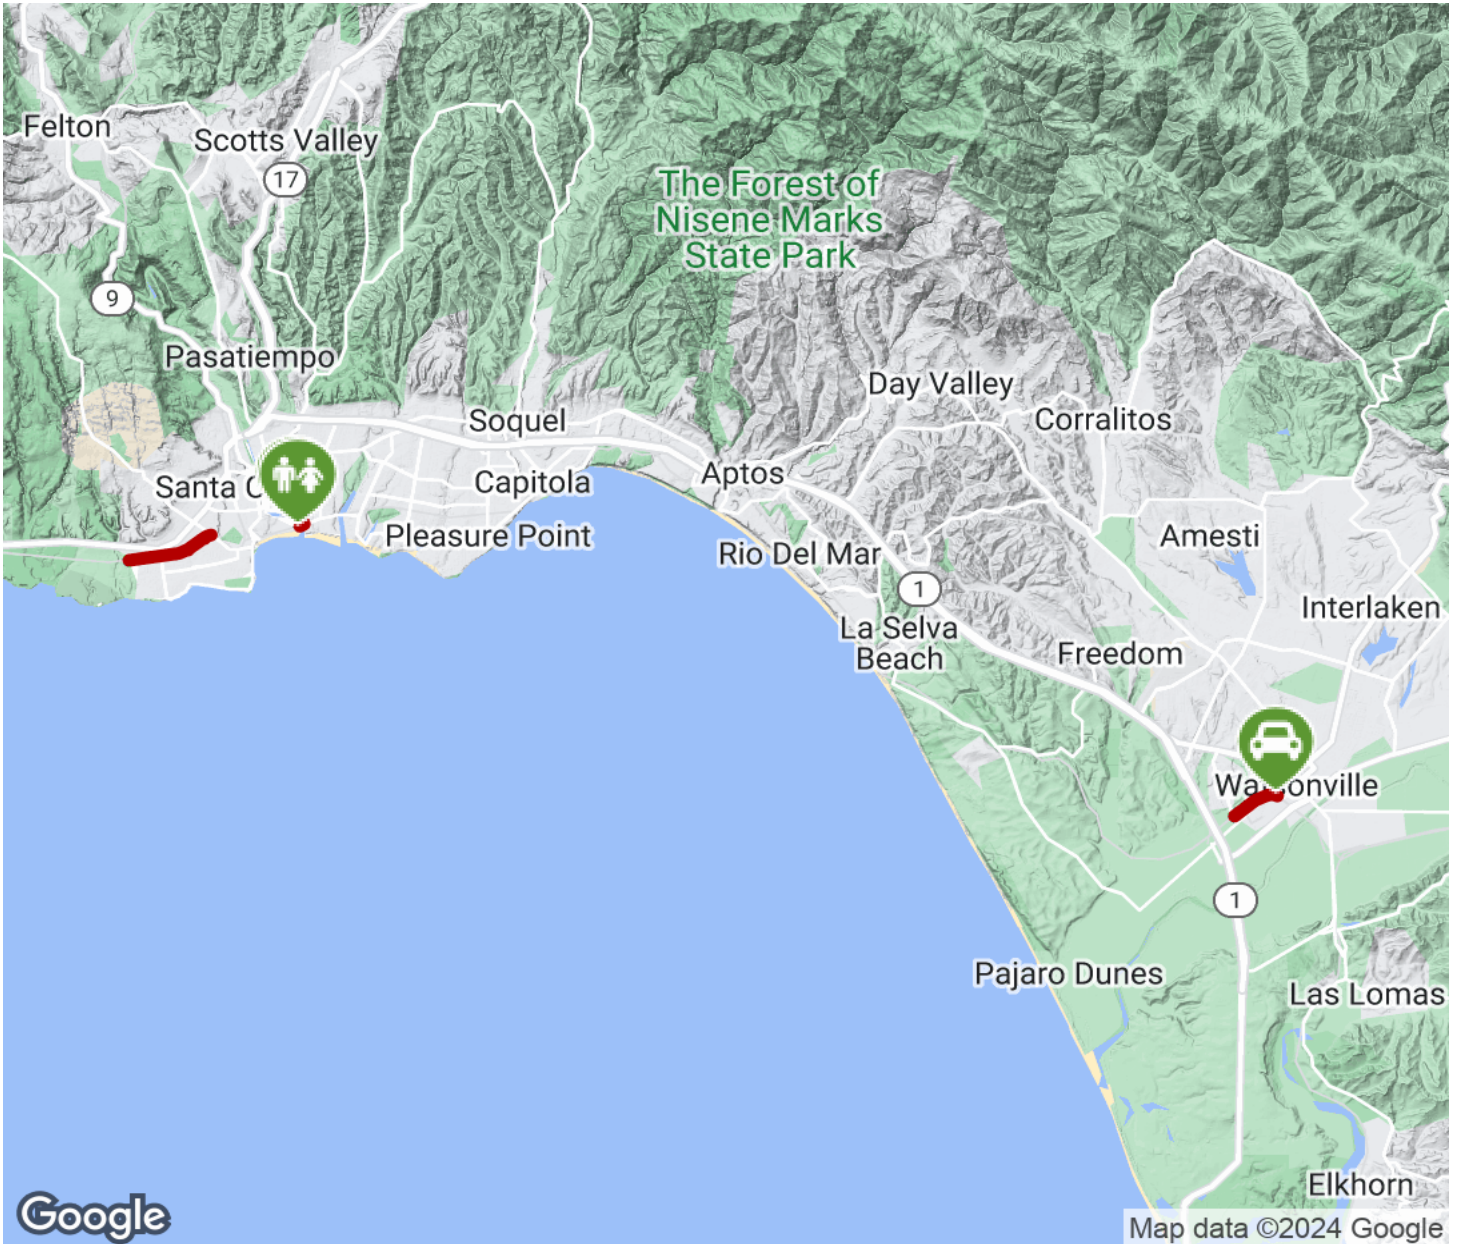 Felton
Scotts Valley
17
The Forest of
Nisene Marks
State Park
9
Pasatiempo
Day Valley
Soquel
Corralitos
Santa C
Capitola
Aptos
Pleasure Point
Rio Del Mar
Amesti
1
Interlaken
La Selva
Beach
Freedom
Watsonville
1
Pajaro Dunes
Las Lomas
Elkhorn
Google
Map data ©2024 Google